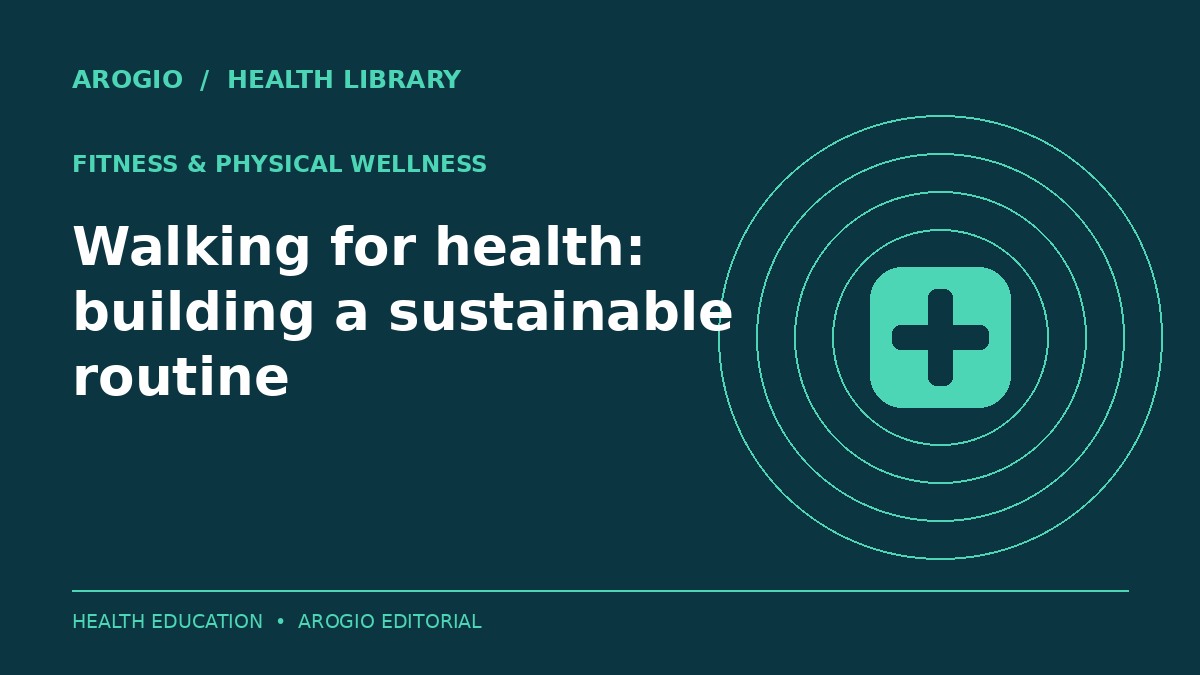 AROGIO / HEALTH LIBRARY
FITNESS & PHYSICAL WELLNESS
Walking for health:
building a sustainable
routine
HEALTH EDUCATION • AROGIO EDITORIAL